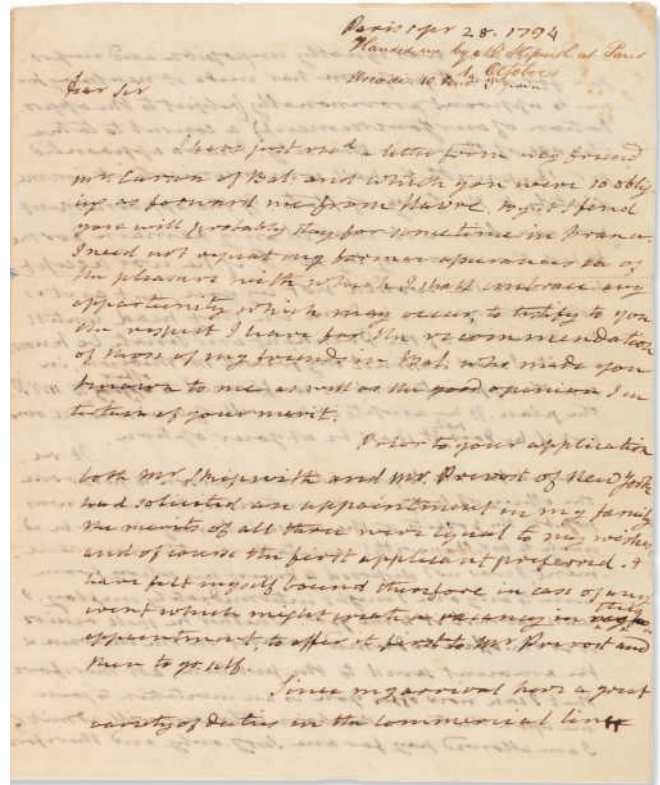 Paris Sepr 28. 1794
Handed me by Mr Skipwith at Paris
October
Dear Sir
I have just recd a letter from my friend
Mr. Carson of Balt. and which you were so oblig
ing as forward me from Havre. By it I find
you will probably stay for sometime in France.
I need not repeat my former assurances to of
the pleasure with which I shall embrace any
opportunity which may occur, to testify to you
the respect I have for the recommendation
of those of my friends in Balt. who made you
known to me as well as the good opinion I en
tertain of your merit.
Prior to your application
both Mr. Skipwith and Mr. Prevost of New York
had solicited an appointment in my family.
The merits of all three were equal to my wishes,
and of course the first applicant preferred. I
have felt myself bound therefore in case of any
event which might create a vacancy in
appointment, to offer it first to Mr Prevost and
then to yrself.
Since my arrival here a great
variety of duties in the commercial line